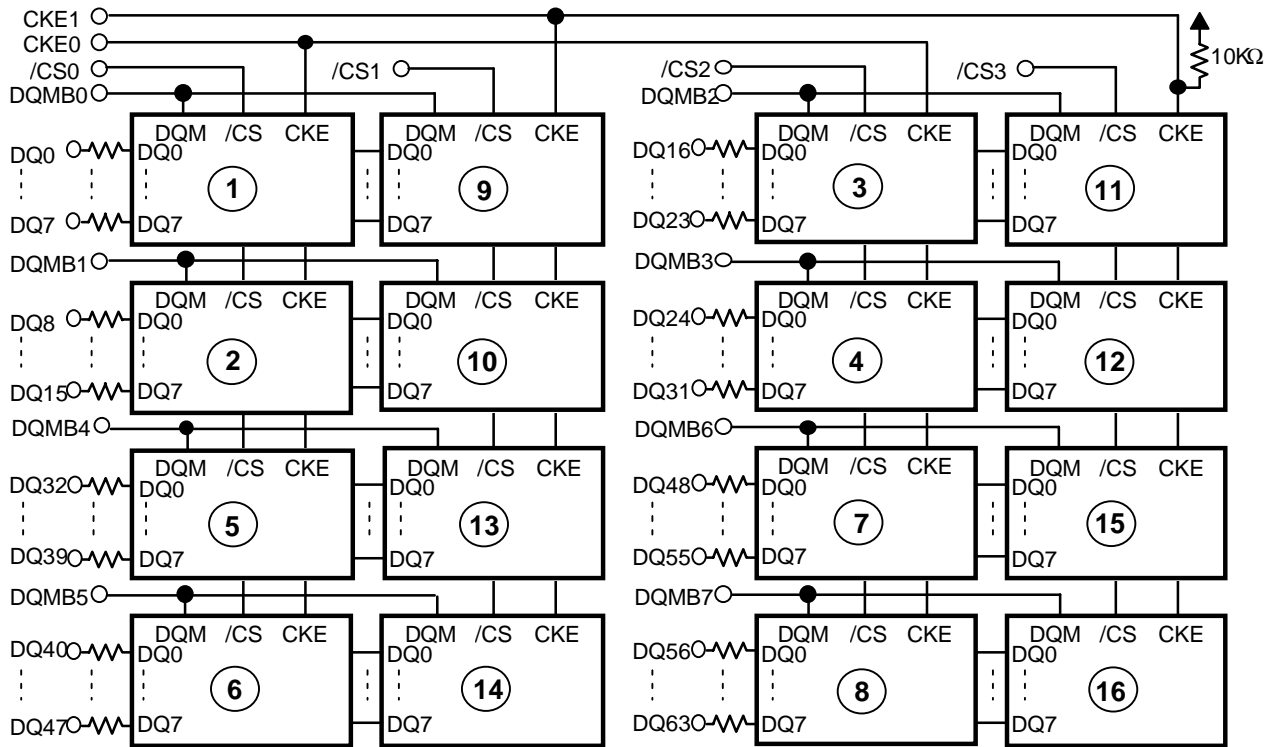 CKE1
CKE0
/CS0 /CS1 /CS2 /CS3 10KΩ
DQMB0 DQMB2
DQM /CS CKE DQM /CS CKE DQM /CS CKE DQM /CS CKE
DQ0 DQ0 DQ0 DQ16 DQ0 DQ0
1 9 3 11
DQ7 DQ7 DQ7 DQ23 DQ7 DQ7
DQMB1 DQMB3
DQM /CS CKE DQM /CS CKE DQM /CS CKE DQM /CS CKE
DQ8 DQ0 DQ0 DQ24 DQ0 DQ0
2 10 4 12
DQ15 DQ7 DQ7 DQ31 DQ7 DQ7
DQMB4 DQMB6
DQM /CS CKE DQM /CS CKE DQM /CS CKE DQM /CS CKE
DQ32 DQ0 DQ0 DQ48 DQ0 DQ0
5 13 7 15
DQ39 DQ7 DQ7 DQ55 DQ7 DQ7
DQMB5 DQMB7
DQM /CS CKE DQM /CS CKE DQM /CS CKE DQM /CS CKE
DQ40 DQ0 DQ0 DQ56 DQ0 DQ0
6 14 8 16
DQ47 DQ7 DQ7 DQ63 DQ7 DQ7